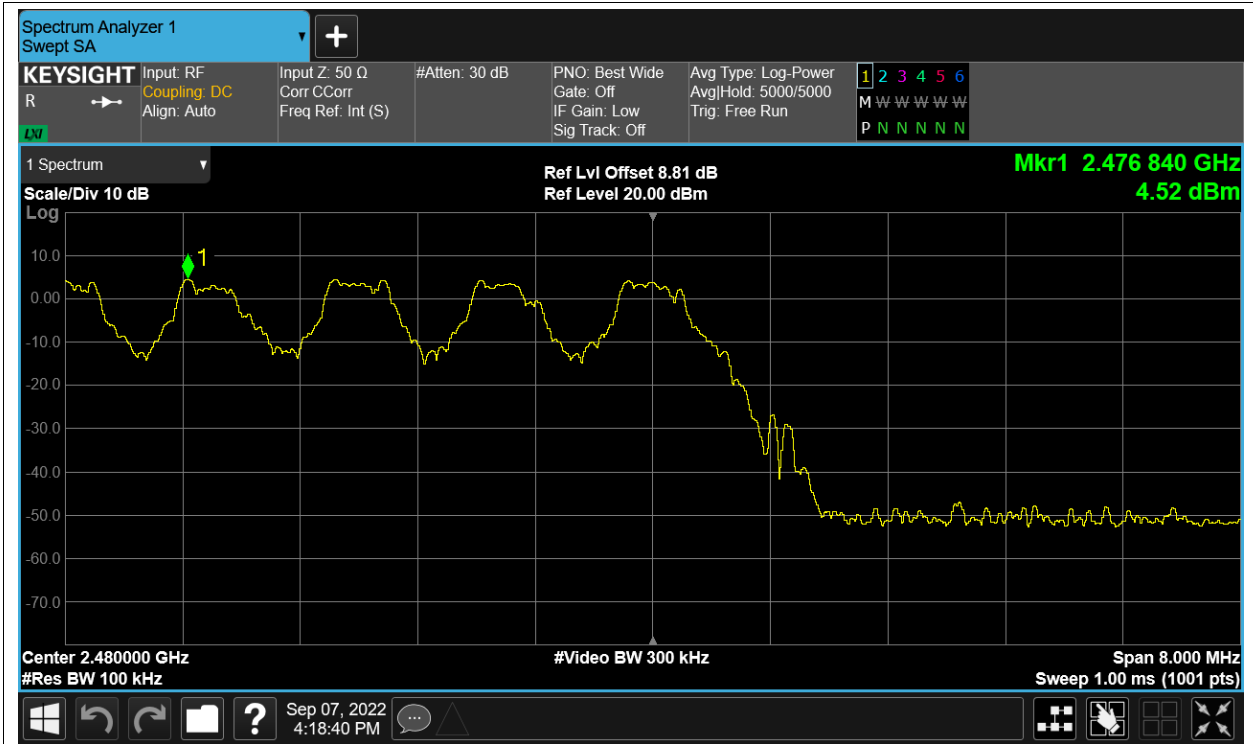 Spectrum Analyzer 1
Swept SA
KEYSIGHT
R
LXI
Input: RF
Coupling: DC
Align: Auto
Input Z: 50 Ω
Corr CCorr
Freq Ref: Int (S)
#Atten: 30 dB
PNO: Best Wide
Gate: Off
IF Gain: Low
Sig Track: Off
Avg Type: Log-Power
Avg|Hold: 5000/5000
Trig: Free Run
1 2 3 4 5 6
M W W W W W
P N N N N N
1 Spectrum
Scale/Div 10 dB
Log
Ref Lvl Offset 8.81 dB
Ref Level 20.00 dBm
Mkr1 2.476 840 GHz
4.52 dBm
1
10.0
0.00
-10.0
-20.0
-30.0
-40.0
-50.0
-60.0
-70.0
Center 2.480000 GHz
#Res BW 100 kHz
#Video BW 300 kHz
Span 8.000 MHz
Sweep 1.00 ms (1001 pts)
?
Sep 07, 2022
4:18:40 PM